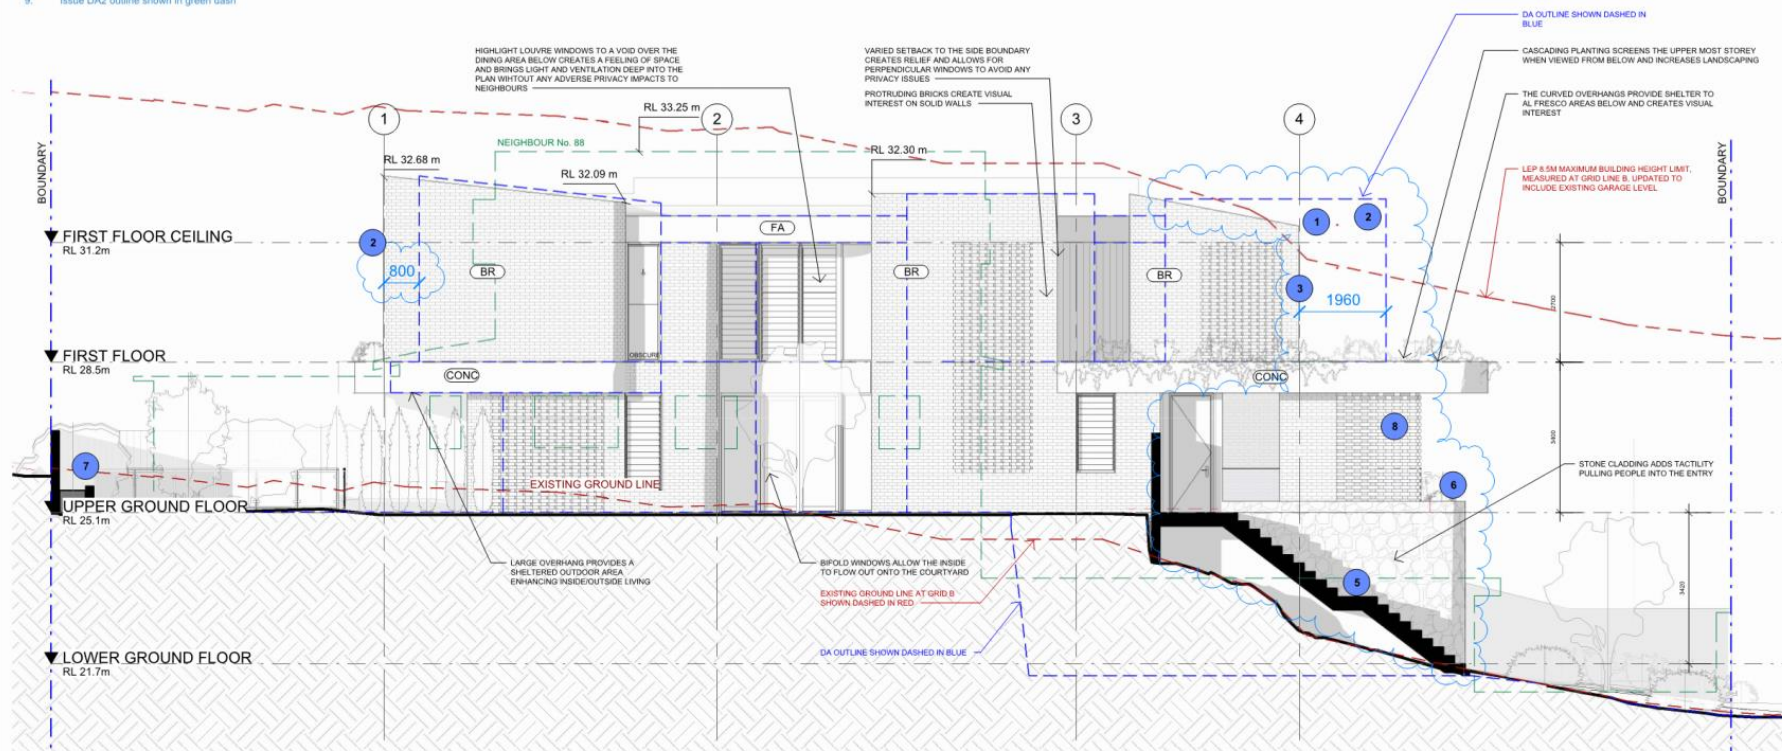 9. Issue DA2 outline shown in green dash
HIGHLIGHT LOUVRE WINDOWS TO A VOID OVER THE
DINING AREA BELOW CREATES A FEELING OF SPACE
AND BRINGS LIGHT AND VENTILATION DEEP INTO THE
PLAN WIHTOUT ANY ADVERSE PRIVACY IMPACTS TO
NEIGHBOURS
VARIED SETBACK TO THE SIDE BOUNDARY
CREATES RELIEF AND ALLOWS FOR
PERPENDICULAR WINDOWS TO AVOID ANY
PRIVACY ISSUES
PROTRUDING BRICKS CREATE VISUAL
INTEREST ON SOLID WALLS
DA OUTLINE SHOWN DASHED IN
BLUE
CASCADING PLANTING SCREENS THE UPPER MOST STOREY
WHEN VIEWED FROM BELOW AND INCREASES LANDSCAPING
THE CURVED OVERHANGS PROVIDE SHELTER TO
AL FRESCO AREAS BELOW AND CREATES VISUAL
INTEREST
LEP 8.5M MAXIMUM BUILDING HEIGHT LIMIT,
MEASURED AT GRID LINE B, UPDATED TO
INCLUDE EXISTING GARAGE LEVEL
BOUNDARY
BOUNDARY
1
2
3
4
RL 33.25 m
NEIGHBOUR No. 88
RL 32.68 m
RL 32.09 m
RL 32.30 m
FIRST FLOOR CEILING
RL 31.2m
2
800
BR
FA
BR
BR
1
2
3
1960
2700
FIRST FLOOR
RL 28.5m
OBSCURE
CONC
CONC
8
3400
7
6
EXISTING GROUND LINE
STONE CLADDING ADDS TACTILITY
PULLING PEOPLE INTO THE ENTRY
UPPER GROUND FLOOR
RL 25.1m
LARGE OVERHANG PROVIDES A
SHELTERED OUTDOOR AREA
ENHANCING INSIDE/OUTSIDE LIVING
BIFOLD WINDOWS ALLOW THE INSIDE
TO FLOW OUT ONTO THE COURTYARD
EXISTING GROUND LINE AT GRID B
SHOWN DASHED IN RED
5
3420
DA OUTLINE SHOWN DASHED IN BLUE
LOWER GROUND FLOOR
RL 21.7m